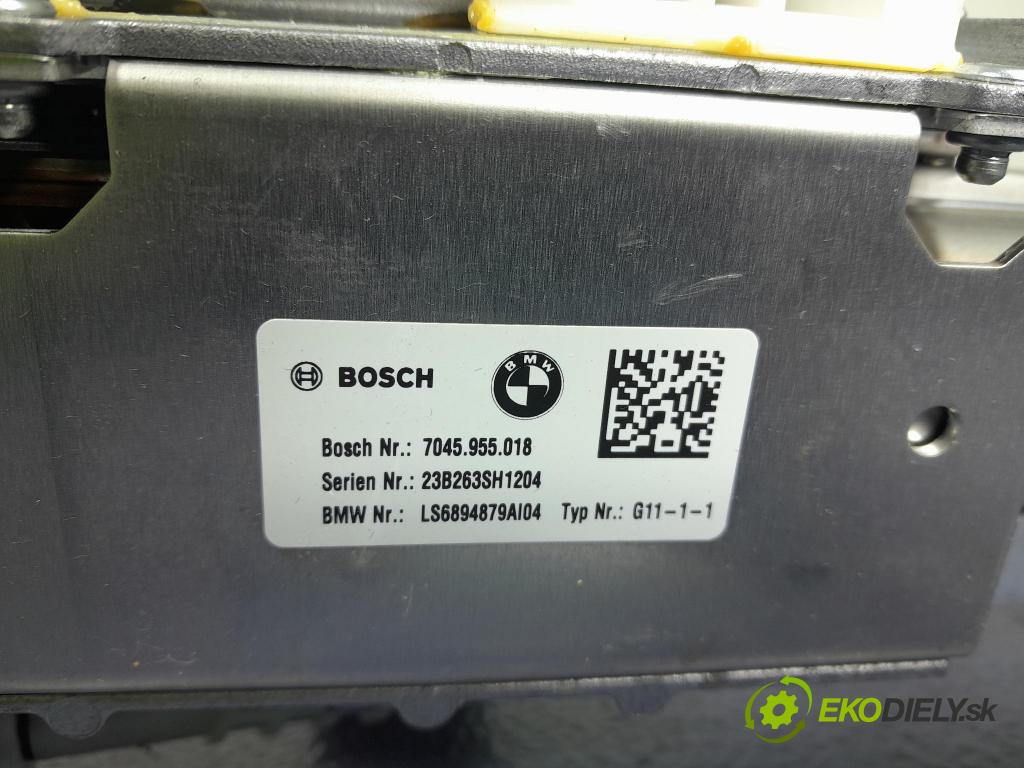 BOSCH
BMW
Bosch Nr.: 7045.955.018
Serien Nr.: 23B263SH1204
BMW Nr.: LS6894879AI04 Typ Nr.: G11-1-1
EKODIELY.sk